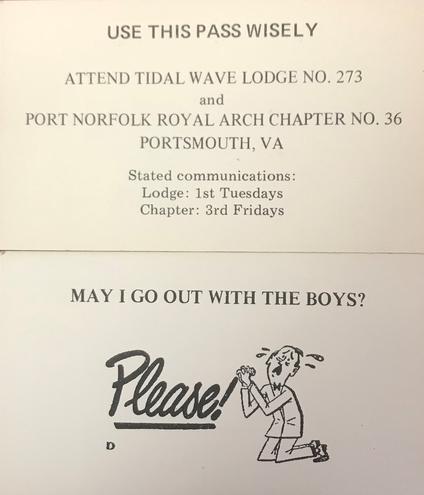 USE THIS PASS WISELY
ATTEND TIDAL WAVE LODGE NO. 273
and
PORT NORFOLK ROYAL ARCH CHAPTER NO. 36
PORTSMOUTH, VA
Stated communications:
Lodge: 1st Tuesdays
Chapter: 3rd Fridays
MAY I GO OUT WITH THE BOYS?
Please!
D